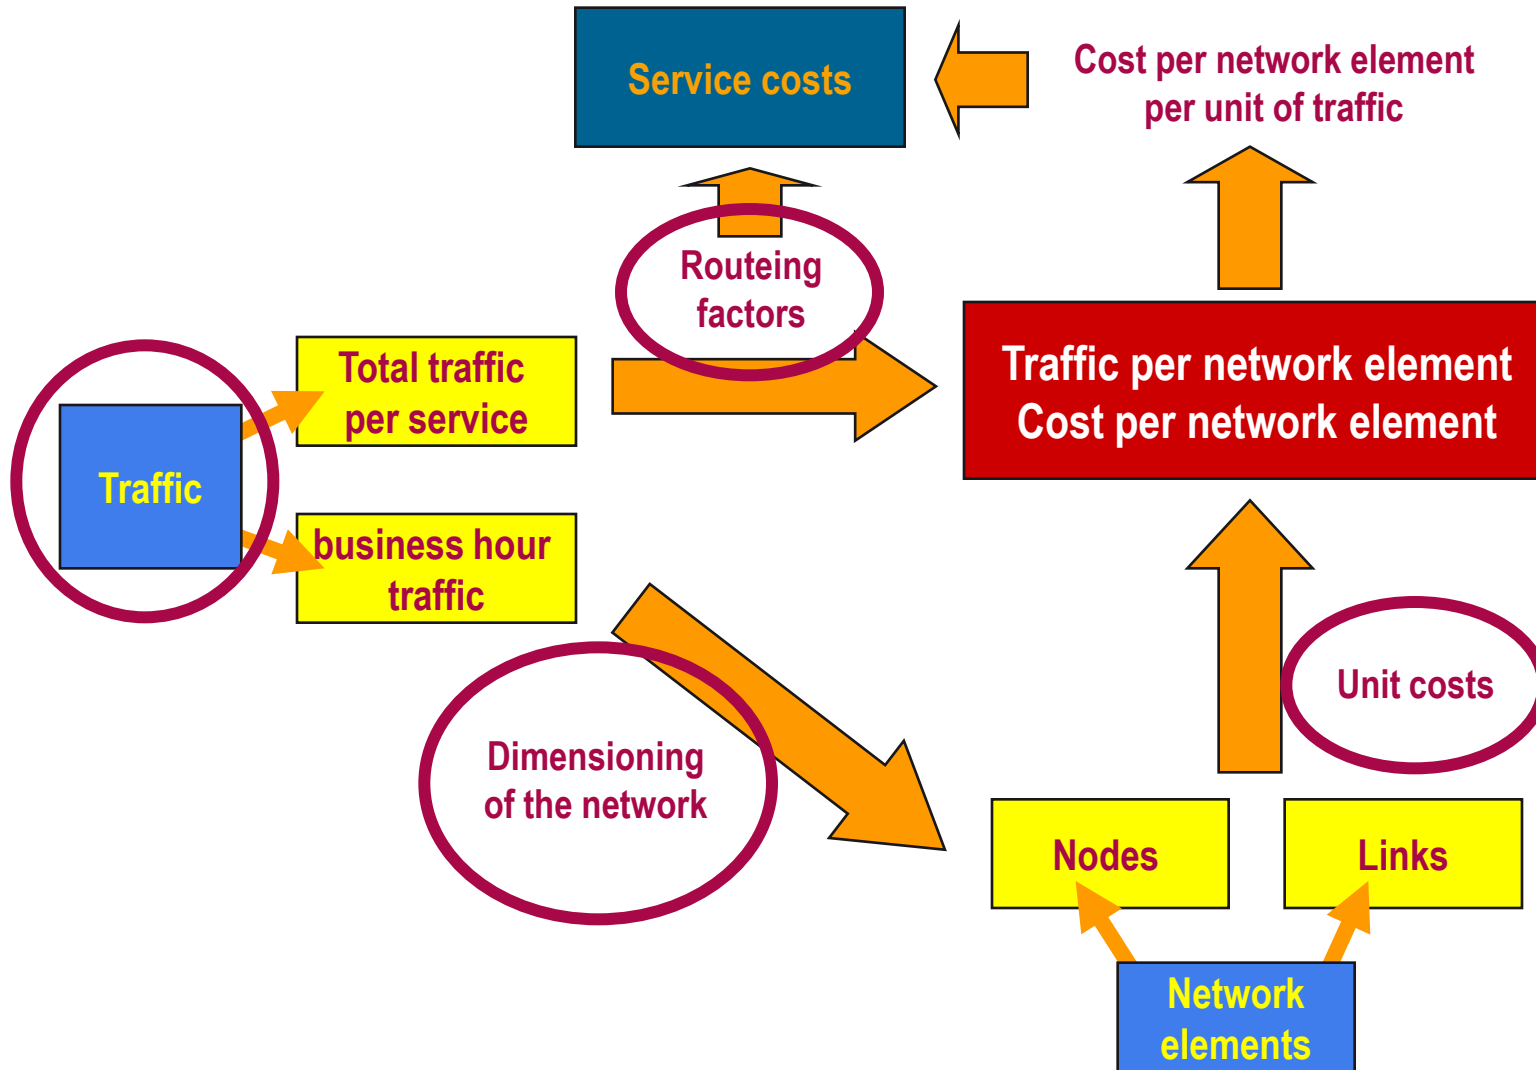 Service costs
Cost per network element
per unit of traffic
Routeing
factors
Total traffic
per service
Traffic per network element
Cost per network element
Traffic
business hour
traffic
Unit costs
Dimensioning
of the network
Nodes
Links
Network
elements